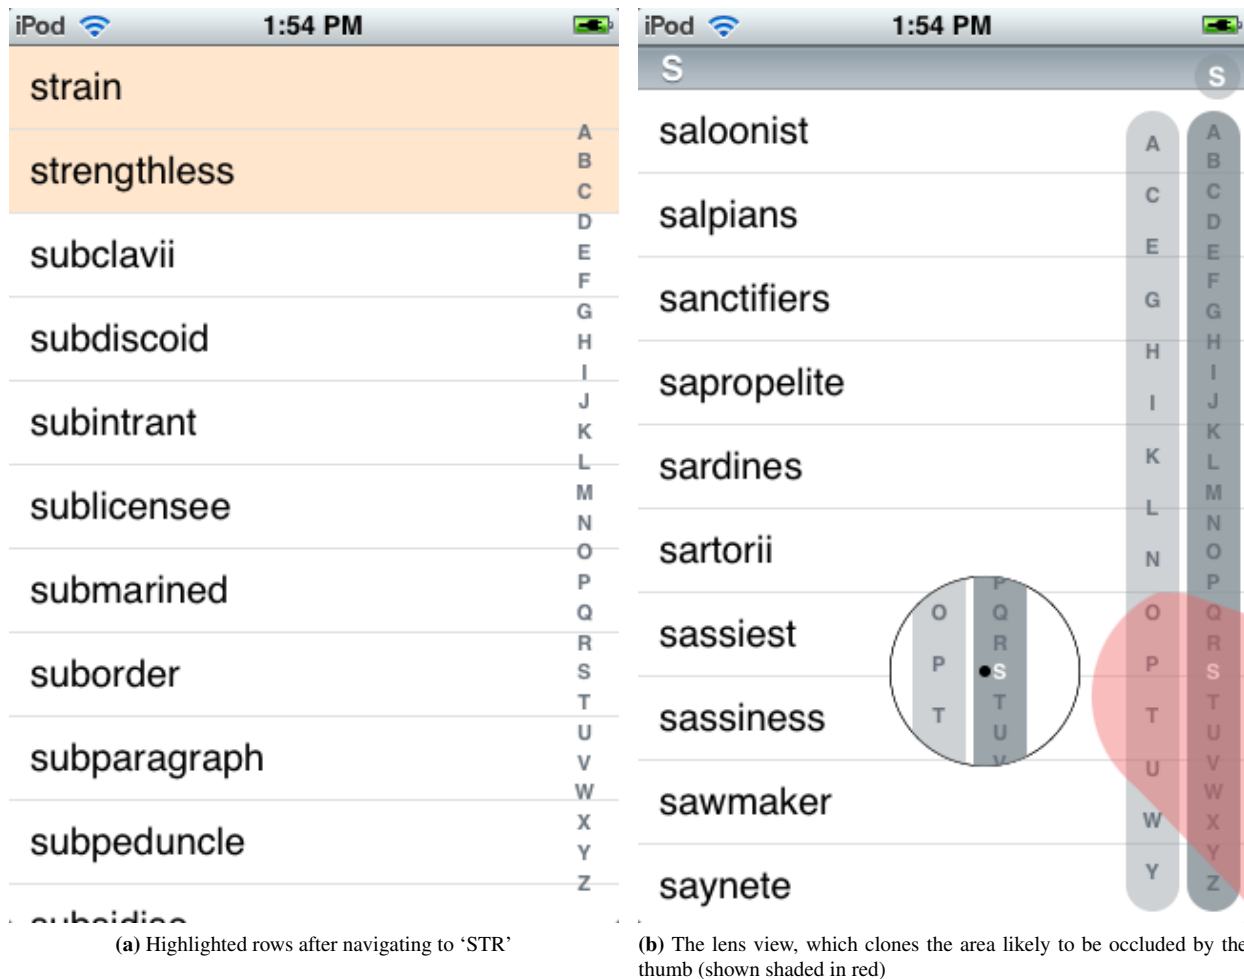 iPod 1:54 PM
strain
strengthless
subclavii
subdiscoid
subintrant
sublicensee
submarined
suborder
subparagraph
subpeduncle
A
B
C
D
E
F
G
H
I
J
K
L
M
N
O
P
Q
R
S
T
U
V
W
X
Y
Z
(a) Highlighted rows after navigating to ‘STR’
iPod 1:54 PM
S S
saloonist
salpians
sanctifiers
sapropelite
sardines
sartorii
sassiest
sassiness
sawmaker
saynete
P
O Q
R
P S
T
T U
V
A
C
E
G
H
I
K
L
N
O
P
T
U
W
Y
A
B
C
D
E
F
G
H
I
J
K
L
M
N
O
P
Q
R
S
T
U
V
W
X
Y
Z
(b) The lens view, which clones the area likely to be occluded by the
thumb (shown shaded in red)